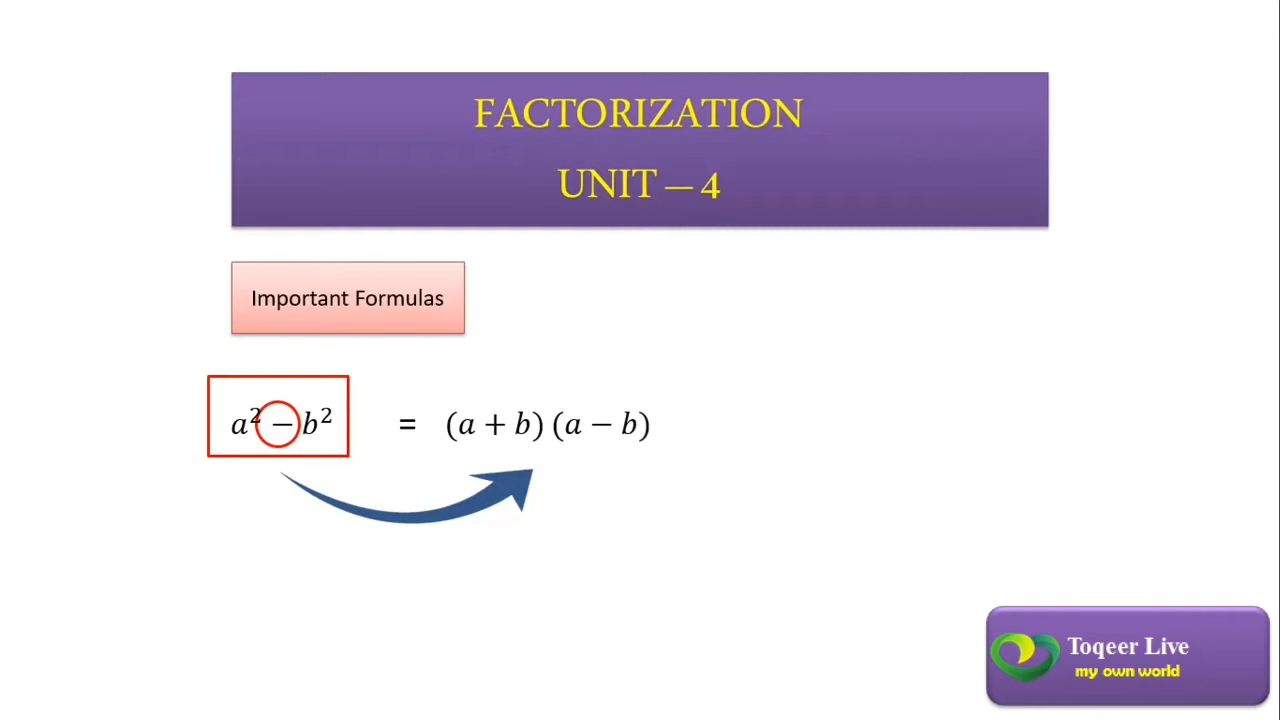 FACTORIZATION
UNIT – 4
Important Formulas
a² − b² = (a + b) (a − b)
Toqeer Live
my own world